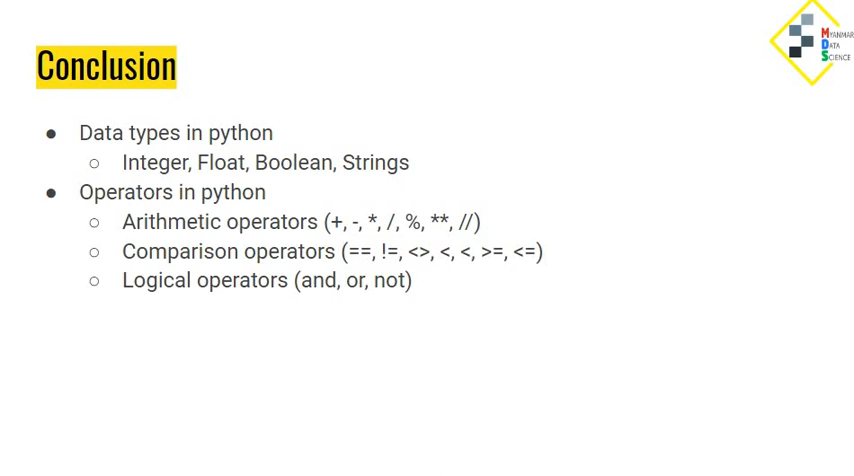 MYANMAR
DATA
SCIENCE
Conclusion
● Data types in python
○ Integer, Float, Boolean, Strings
● Operators in python
○ Arithmetic operators (+, -, *, /, %, **, //)
○ Comparison operators (==, !=, <>, <, <, >=, <=)
○ Logical operators (and, or, not)